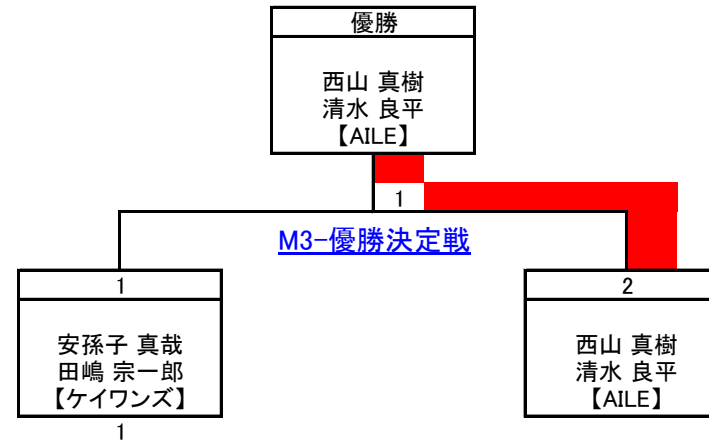 優勝
西山 真樹
清水 良平
【AILE】
1
M3-優勝決定戦
1
安孫子 真哉
田嶋 宗一郎
【ケイワンズ】
1
2
西山 真樹
清水 良平
【AILE】